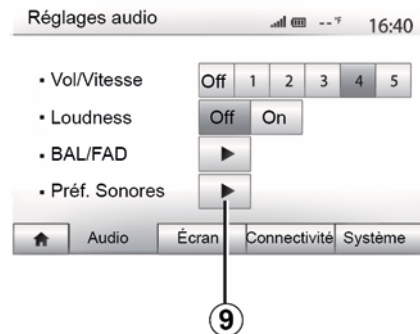 Réglages audio --°F 16:40
▪ Vol/Vitesse Off 1 2 3 4 5
▪ Loudness Off On
▪ BAL/FAD
▪ Préf. Sonores
Audio Écran Connectivité Système
9